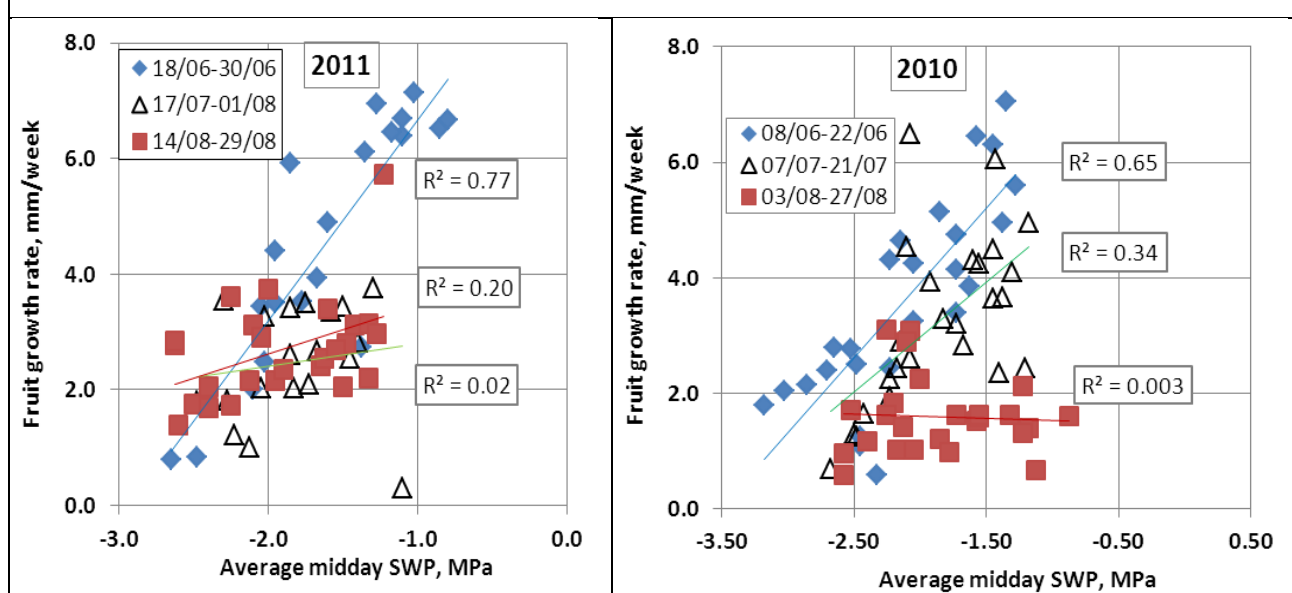 2011
18/06-30/06
17/07-01/08
14/08-29/08
8.0
6.0
4.0
2.0
0.0
Fruit growth rate, mm/week
R² = 0.77
R² = 0.20
R² = 0.02
-3.0 -2.0 -1.0 0.0
Average midday SWP, MPa
2010
08/06-22/06
07/07-21/07
03/08-27/08
8.0
6.0
4.0
2.0
0.0
Fruit growth rate, mm/week
R² = 0.65
R² = 0.34
R² = 0.003
-3.50 -2.50 -1.50 -0.50 0.50
Average midday SWP, MPa